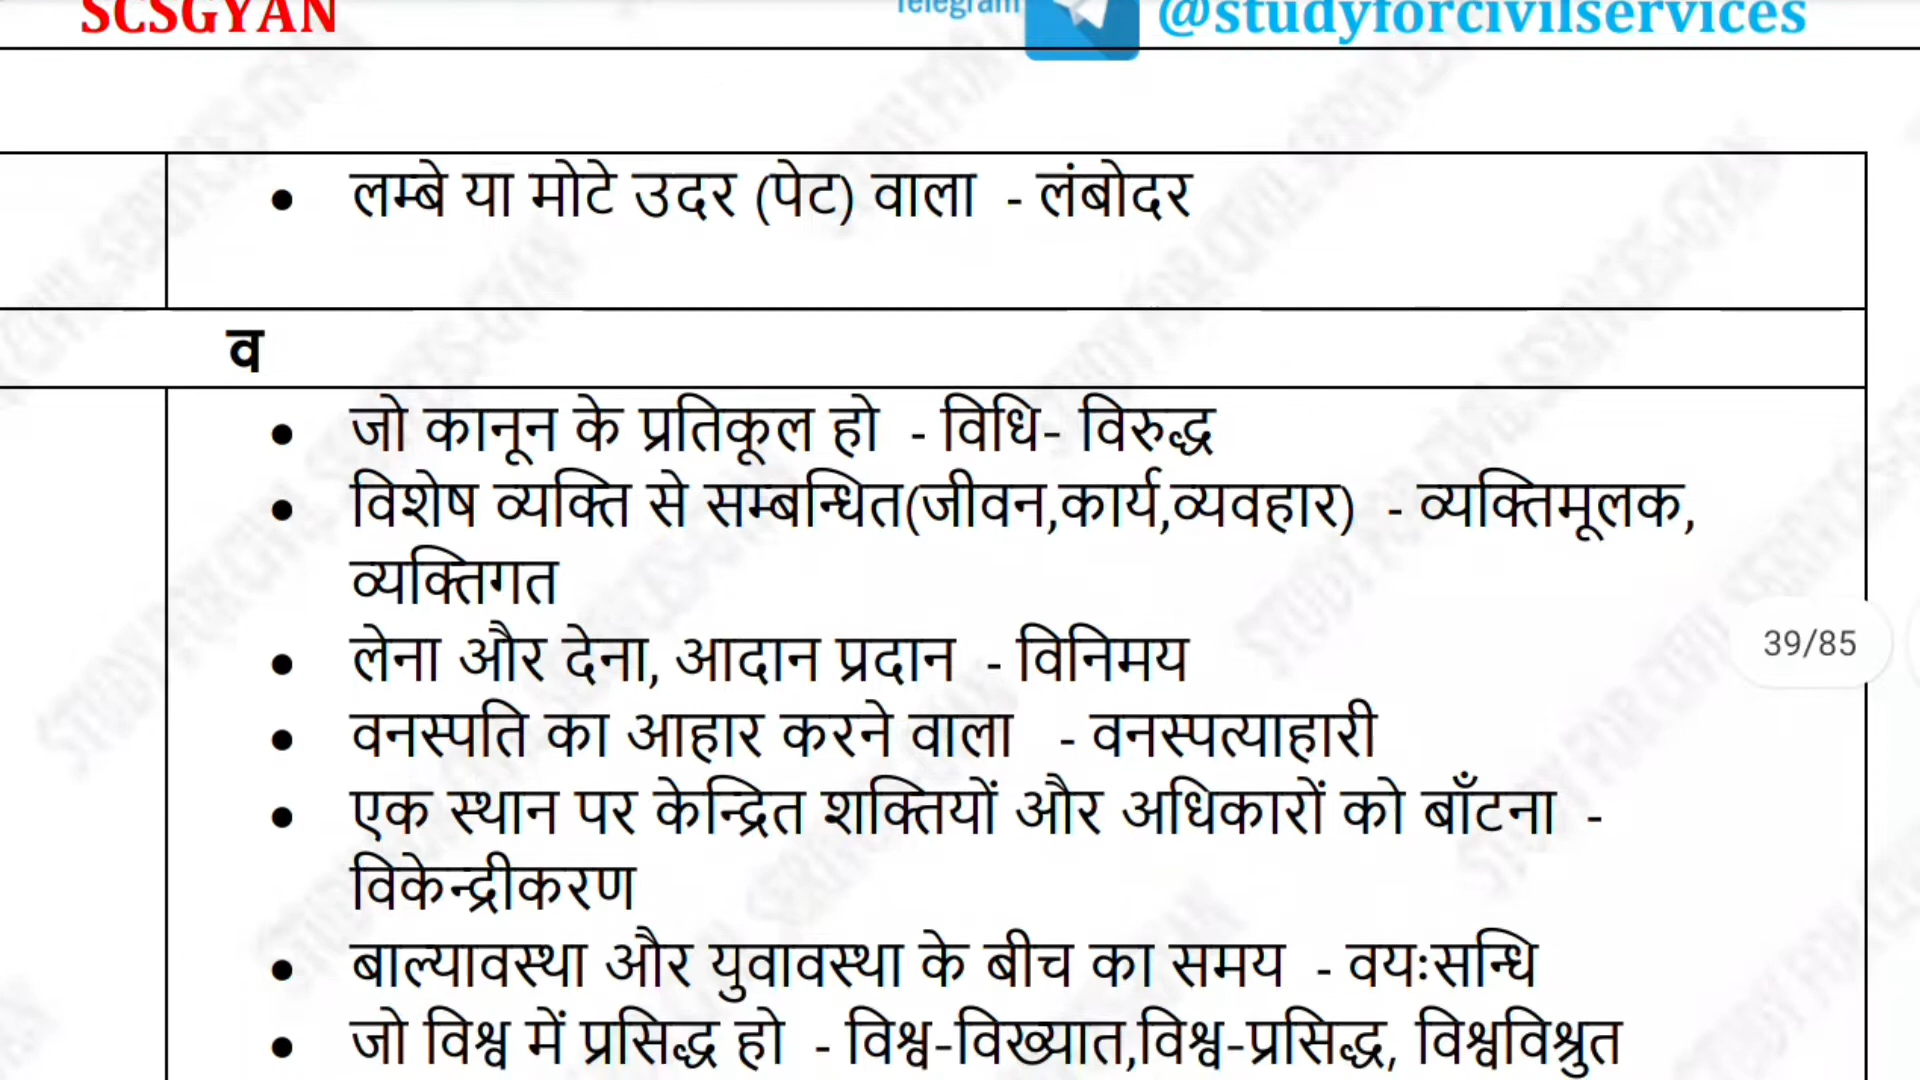 SCSGYAN
Telegram @studyforcivilservices
• लम्बे या मोटे उदर (पेट) वाला - लंबोदर
व
• जो कानून के प्रतिकूल हो - विधि- विरुद्ध
• विशेष व्यक्ति से सम्बन्धित(जीवन,कार्य,व्यवहार) - व्यक्तिमूलक,
व्यक्तिगत
• लेना और देना, आदान प्रदान - विनिमय
39/85
• वनस्पति का आहार करने वाला - वनस्पत्याहारी
• एक स्थान पर केन्द्रित शक्तियों और अधिकारों को बाँटना -
विकेन्द्रीकरण
• बाल्यावस्था और युवावस्था के बीच का समय - वयःसन्धि
• जो विश्व में प्रसिद्ध हो - विश्व-विख्यात,विश्व-प्रसिद्ध, विश्वविश्रुत